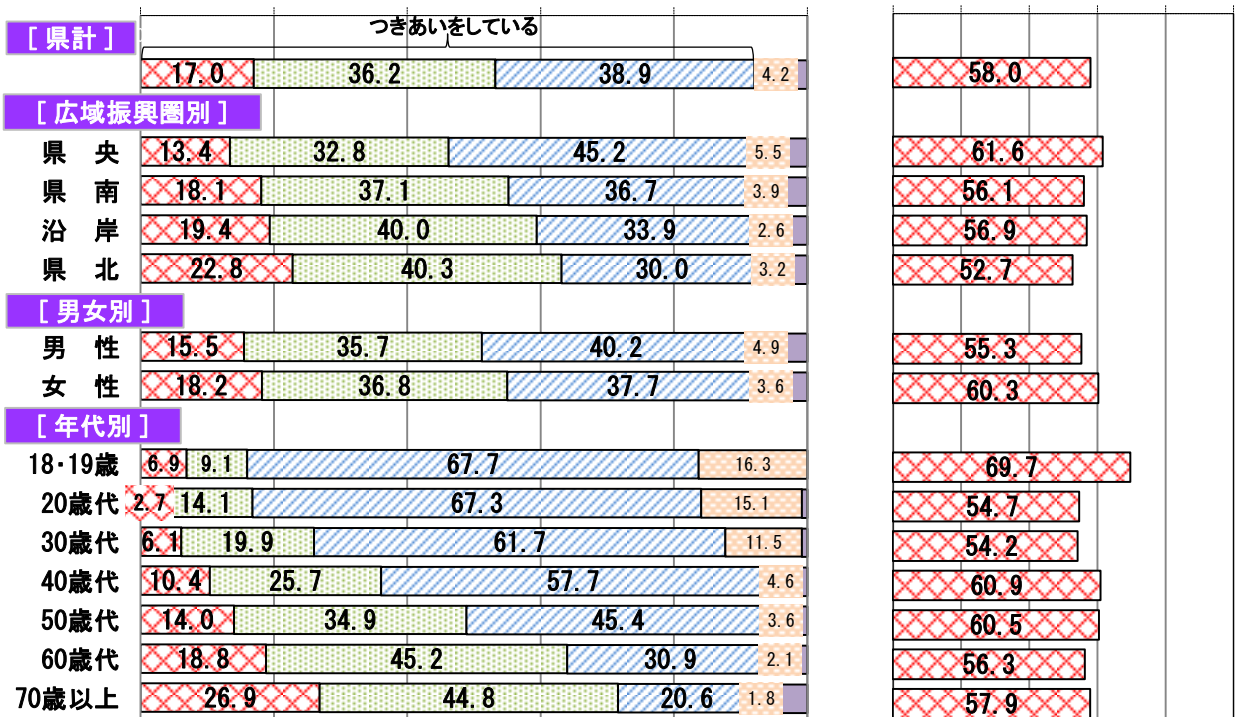 つきあいをしている
[ 県計 ]
17.0 36.2 38.9 4.2 58.0
[ 広域振興圏別 ]
県 央 13.4 32.8 45.2 5.5 61.6
県 南 18.1 37.1 36.7 3.9 56.1
沿 岸 19.4 40.0 33.9 2.6 56.9
県 北 22.8 40.3 30.0 3.2 52.7
[ 男女別 ]
男 性 15.5 35.7 40.2 4.9 55.3
女 性 18.2 36.8 37.7 3.6 60.3
[ 年代別 ]
18・19歳 6.9 9.1 67.7 16.3 69.7
20歳代 2.7 14.1 67.3 15.1 54.7
30歳代 6.1 19.9 61.7 11.5 54.2
40歳代 10.4 25.7 57.7 4.6 60.9
50歳代 14.0 34.9 45.4 3.6 60.5
60歳代 18.8 45.2 30.9 2.1 56.3
70歳以上 26.9 44.8 20.6 1.8 57.9